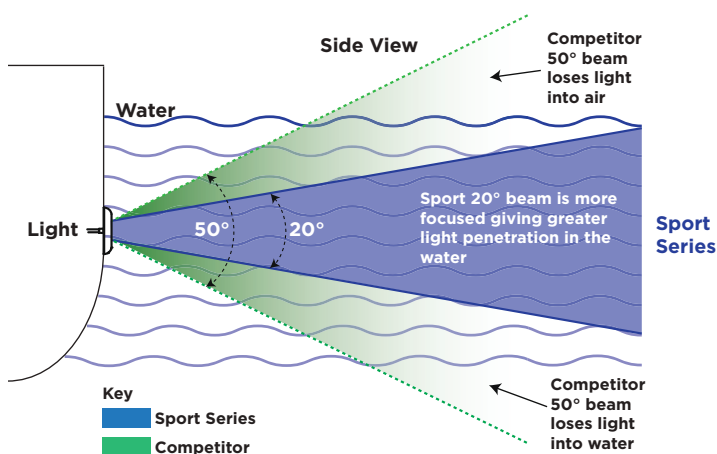 Side View
Competitor
50° beam
loses light
into air
Water
Light
50°
20°
Sport 20° beam is more
focused giving greater
light penetration in the
water
Sport
Series
Key
Sport Series
Competitor
Competitor
50° beam
loses light
into water